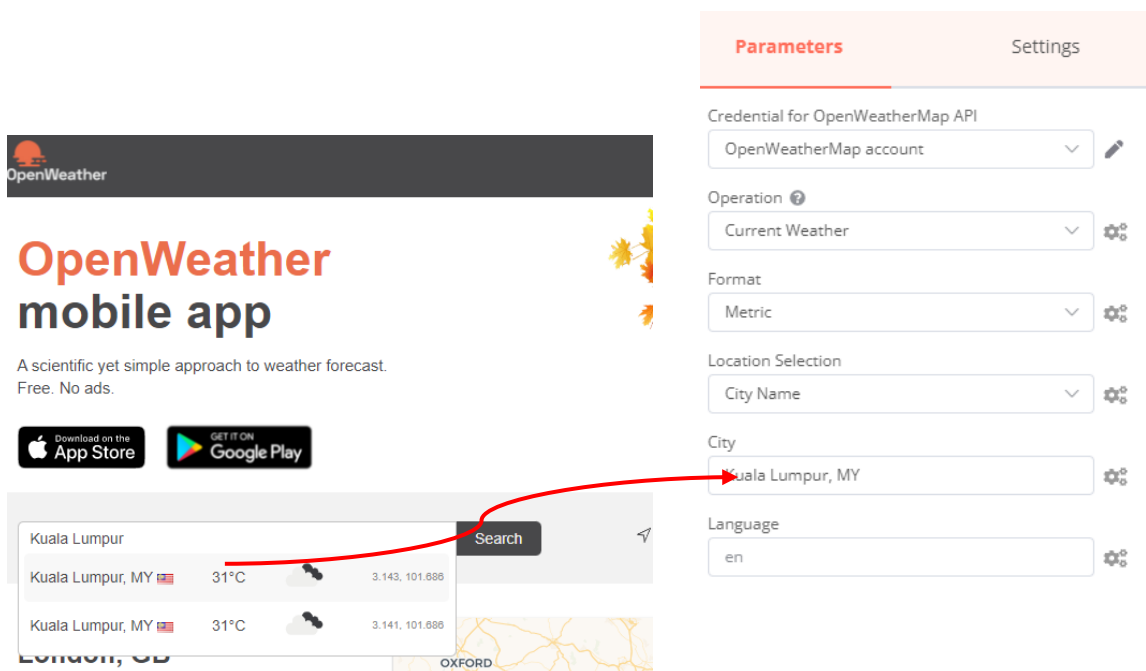 OpenWeather
OpenWeather
mobile app
A scientific yet simple approach to weather forecast.
Free. No ads.
Download on the
App Store
GET IT ON
Google Play
Kuala Lumpur
Search
Kuala Lumpur, MY 31°C 3.143, 101.686
Kuala Lumpur, MY 31°C 3.141, 101.686
London, GB
OXFORD
Parameters Settings
Credential for OpenWeatherMap API
OpenWeatherMap account
Operation ?
Current Weather
Format
Metric
Location Selection
City Name
City
Kuala Lumpur, MY
Language
en